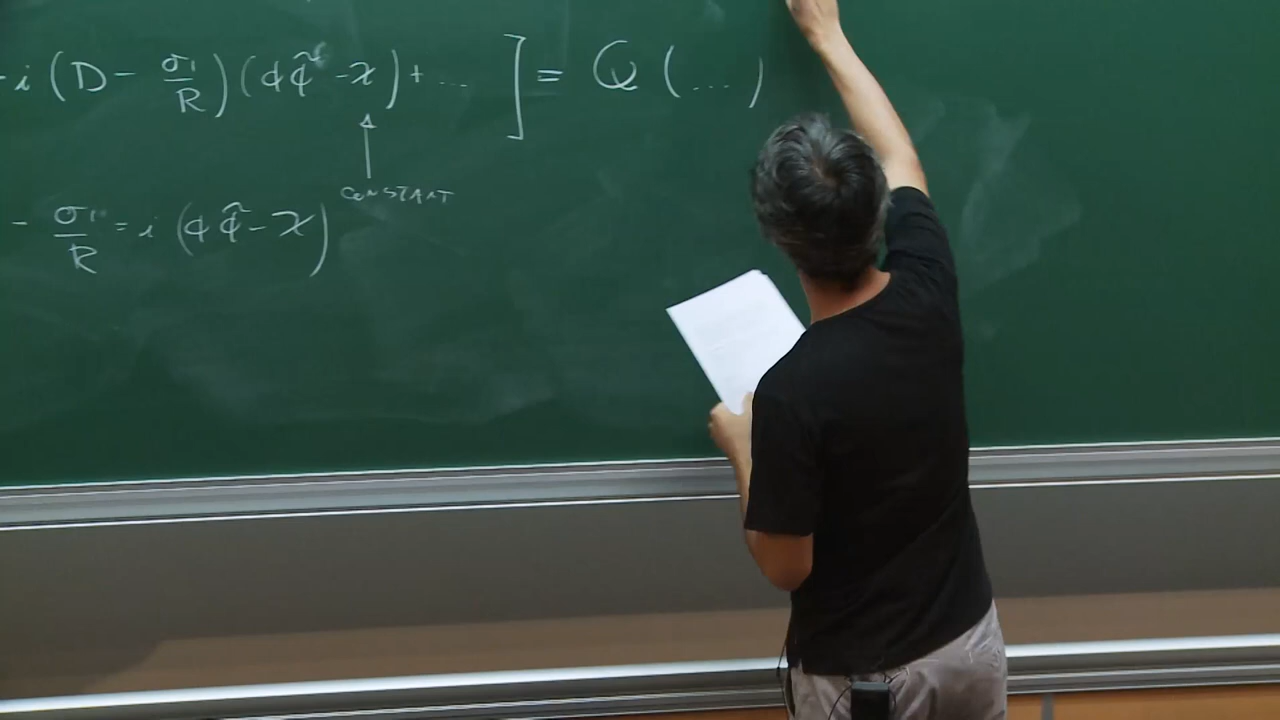 -i (D - σ₁/R) (ϕ ϕ̃ - χ) + ... ] = Q (...)
CONSTANT
- σ₁/R = i (ϕ ϕ̃ - χ)